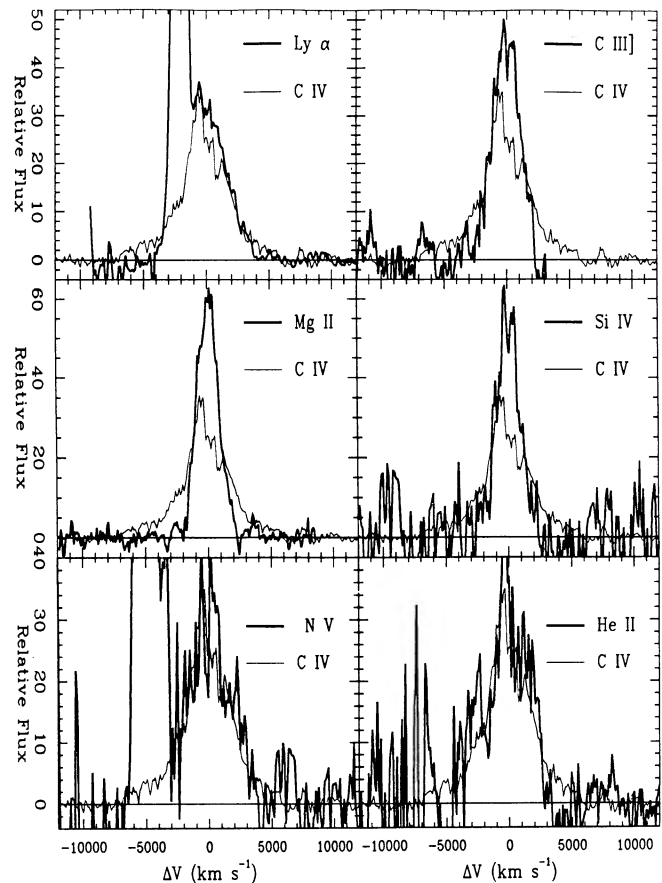 50
40
30
20
10
0
Relative Flux
Ly α
C IV
C III]
C IV
60
40
20
0
Relative Flux
Mg II
C IV
Si IV
C IV
40
30
20
10
0
Relative Flux
N V
C IV
He II
C IV
-10000 -5000 0 5000 10000
-10000 -5000 0 5000 10000
ΔV (km s⁻¹)
ΔV (km s⁻¹)